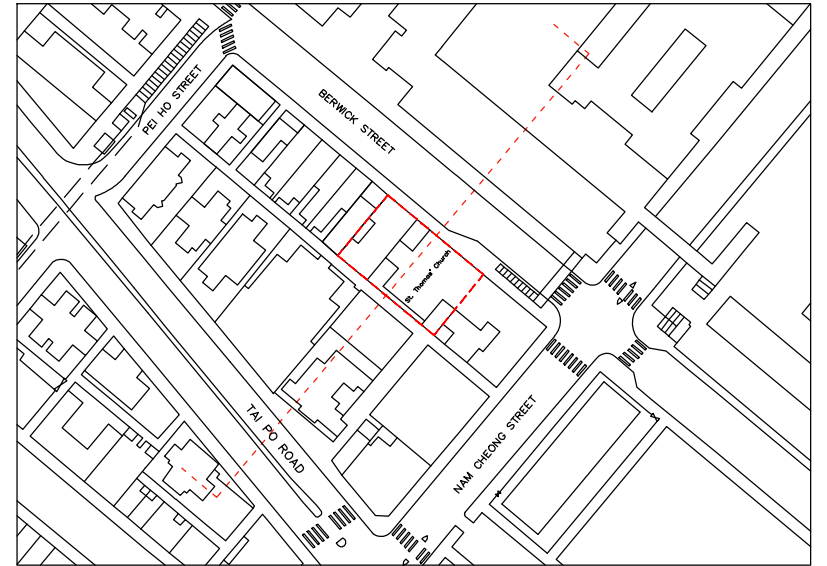 PEI HO STREET
BERWICK STREET
St. Thomas' Church
TAI PO ROAD
NAM CHEONG STREET